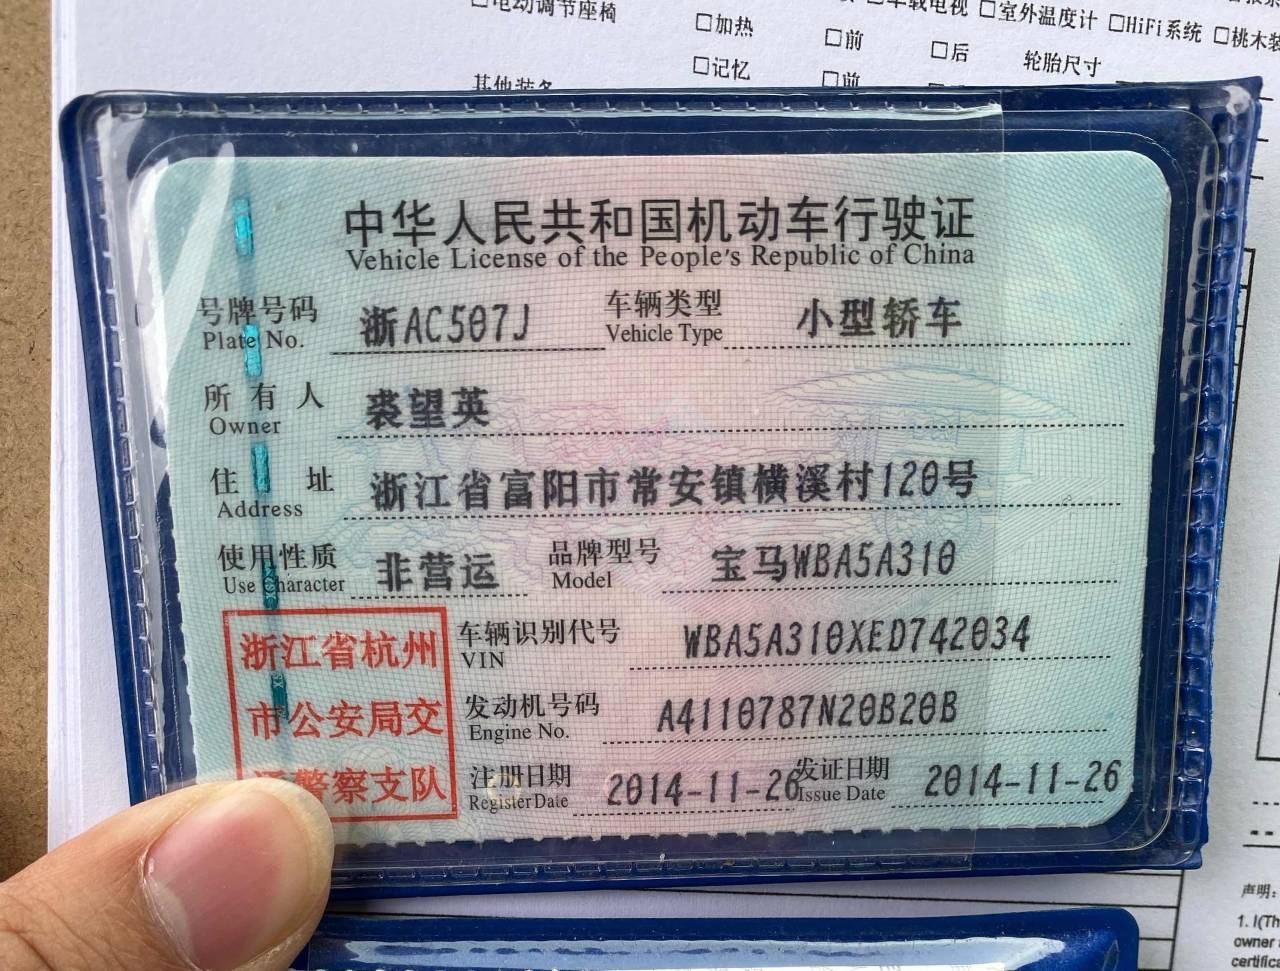 □电动调节座椅
□加热 □前 □后 轮胎尺寸
车载电视 □室外温度计 □HiFi系统 □桃木装
□记忆 □前
其他装备
中华人民共和国机动车行驶证
Vehicle License of the People's Republic of China
号牌号码 浙AC507J 车辆类型 小型轿车
Plate No. Vehicle Type
所有人 裘望英
Owner
住址 浙江省富阳市常安镇横溪村120号
Address
使用性质 非营运 品牌型号 宝马WBA5A310
Use Character Model
浙江省杭州
市公安局交
警察支队
车辆识别代号 WBA5A310XED742034
VIN
发动机号码 A4110787N20B20B
Engine No.
注册日期 2014-11-26 发证日期 2014-11-26
Register Date Issue Date
声明:
1. I(Th
owner
certifica